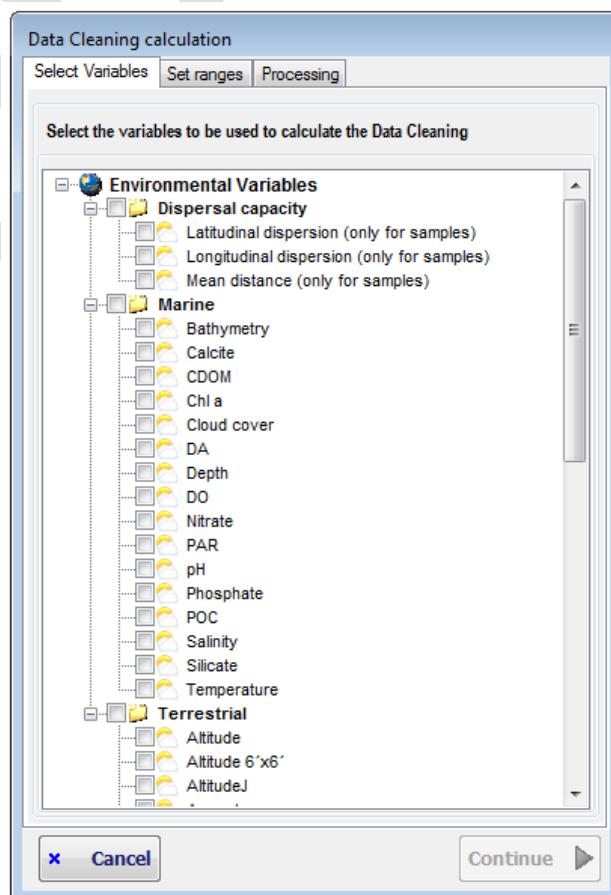 Data Cleaning calculation
Select Variables Set ranges Processing
Select the variables to be used to calculate the Data Cleaning
Environmental Variables
Dispersal capacity
Latitudinal dispersion (only for samples)
Longitudinal dispersion (only for samples)
Mean distance (only for samples)
Marine
Bathymetry
Calcite
CDOM
Chl a
Cloud cover
DA
Depth
DO
Nitrate
PAR
pH
Phosphate
POC
Salinity
Silicate
Temperature
Terrestrial
Altitude
Altitude 6´x6´
AltitudeJ
Cancel Continue